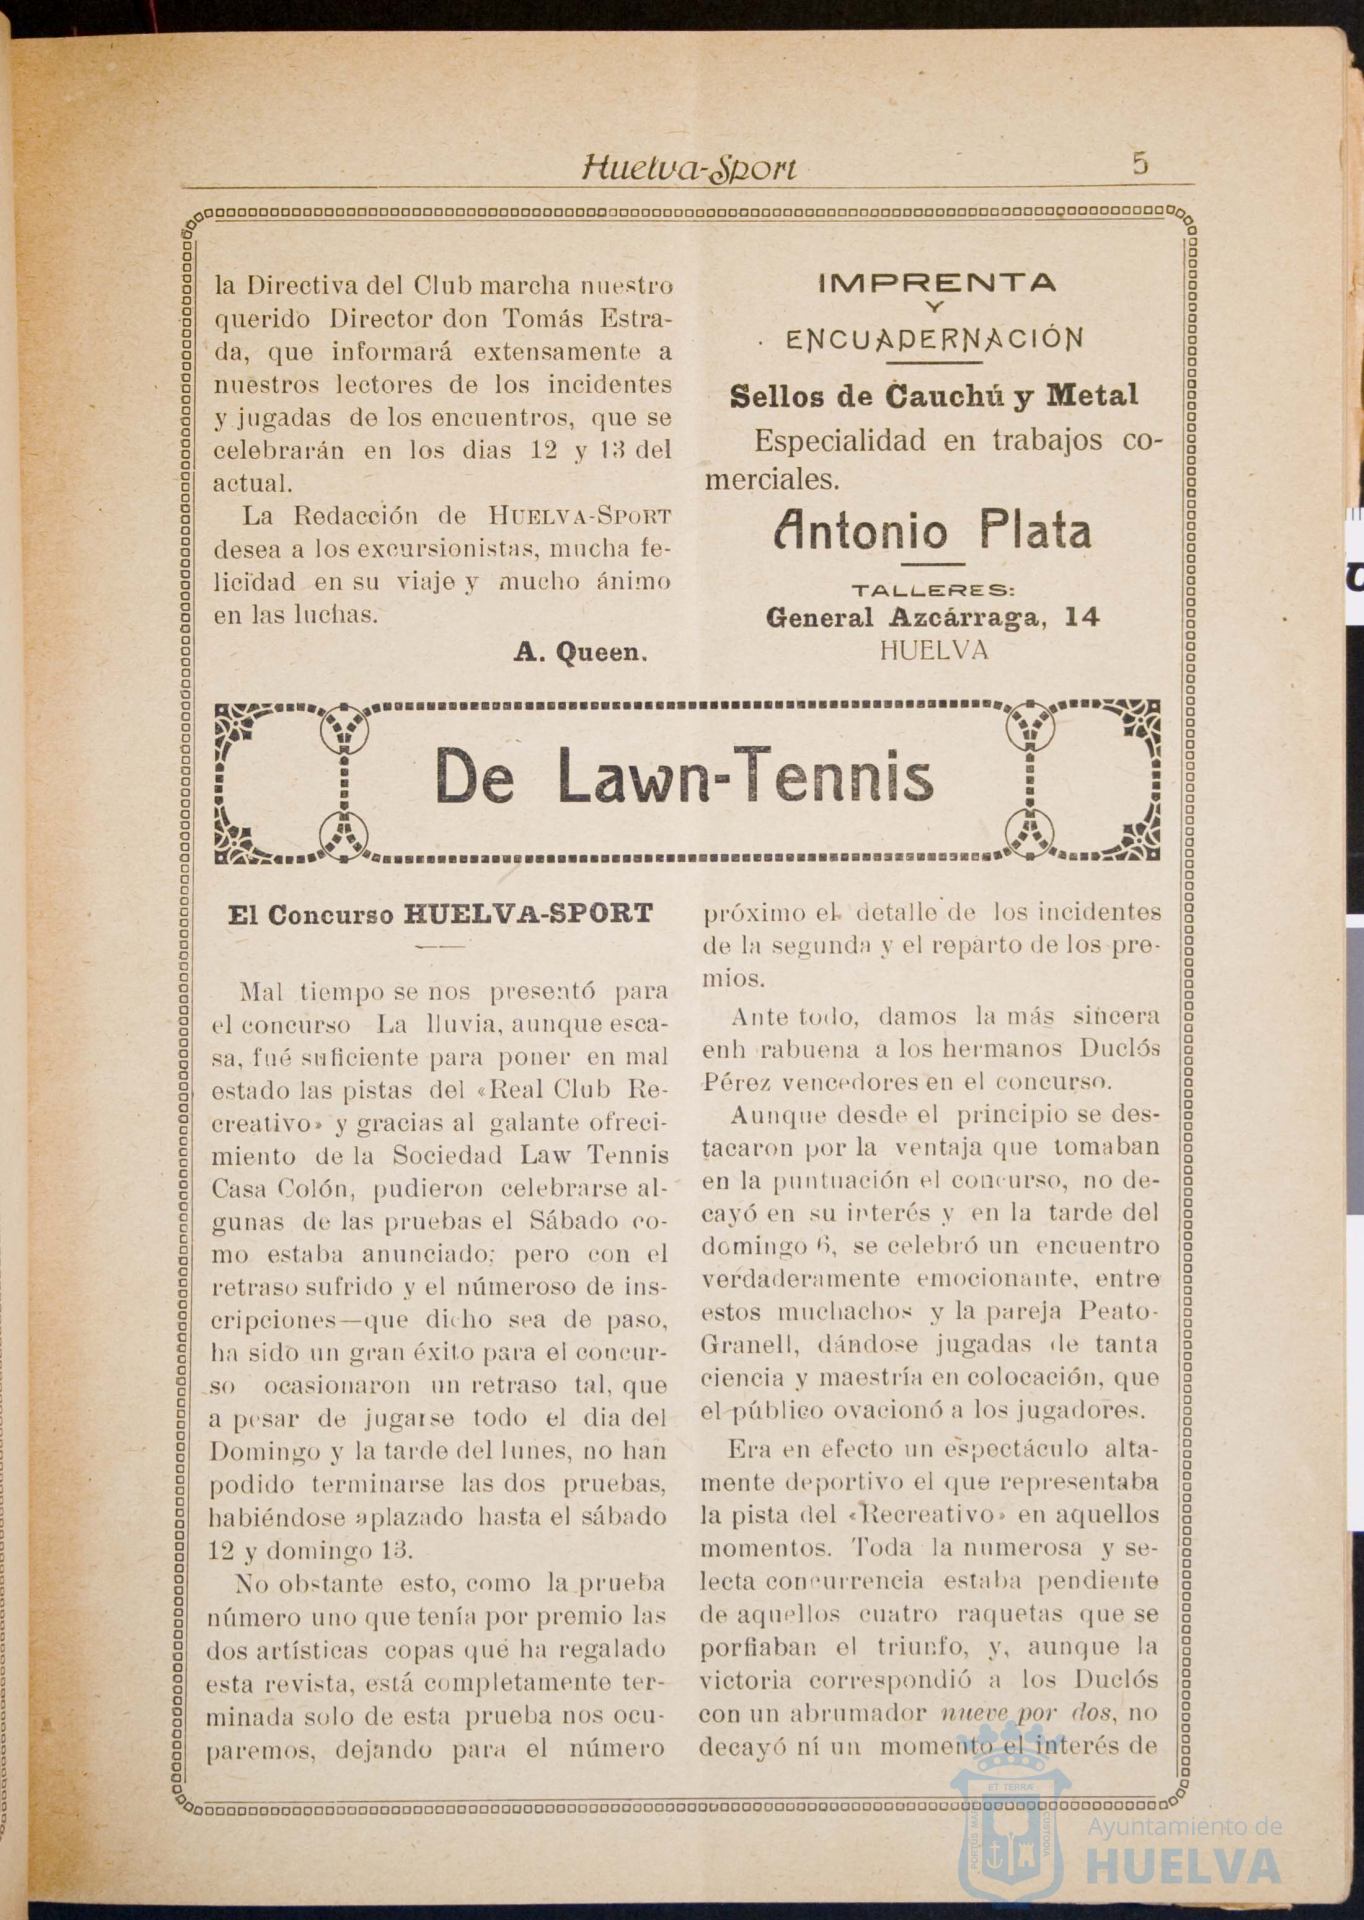 Huelva-Sport
5
la Directiva del Club marcha nuestro
querido Director don Tomás Estra-
da, que informará extensamente a
nuestros lectores de los incidentes
y jugadas de los encuentros, que se
celebrarán en los dias 12 y 13 del
actual.
La Redacción de HUELVA-SPORT
desea a los excursionistas, mucha fe-
licidad en su viaje y mucho ánimo
en las luchas.
A. Queen.
IMPRENTA
Y
ENCUADERNACIÓN
Sellos de Cauchú y Metal
Especialidad en trabajos co-
merciales.
Antonio Plata
TALLERES:
General Azcárraga, 14
HUELVA
De Lawn-Tennis
El Concurso HUELVA-SPORT
Mal tiempo se nos presentó para
el concurso La lluvia, aunque esca-
sa, fué suficiente para poner en mal
estado las pistas del «Real Club Re-
creativo» y gracias al galante ofreci-
miento de la Sociedad Law Tennis
Casa Colón, pudieron celebrarse al-
gunas de las pruebas el Sábado co-
mo estaba anunciado; pero con el
retraso sufrido y el númeroso de ins-
cripciones—que dicho sea de paso,
ha sido un gran éxito para el concur-
so ocasionaron un retraso tal, que
a pesar de jugarse todo el dia del
Domingo y la tarde del lunes, no han
podido terminarse las dos pruebas,
habiéndose aplazado hasta el sábado
12 y domingo 13.
No obstante esto, como la prueba
número uno que tenía por premio las
dos artísticas copas que ha regalado
esta revista, está completamente ter-
minada solo de esta prueba nos ocu-
paremos, dejando para el número
próximo el detalle de los incidentes
de la segunda y el reparto de los pre-
mios.
Ante todo, damos la más sincera
enh rabuena a los hermanos Duclós
Pérez vencedores en el concurso.
Aunque desde el principio se des-
tacaron por la ventaja que tomaban
en la puntuación el concurso, no de-
cayó en su interés y en la tarde del
domingo 6, se celebró un encuentro
verdaderamente emocionante, entre
estos muchachos y la pareja Peato-
Granell, dándose jugadas de tanta
ciencia y maestría en colocación, que
el público ovacionó a los jugadores.
Era en efecto un espectáculo alta-
mente deportivo el que representaba
la pista del «Recreativo» en aquellos
momentos. Toda la numerosa y se-
lecta concurrencia estaba pendiente
de aquellos cuatro raquetas que se
porfiaban el triunfo, y, aunque la
victoria correspondió a los Duclós
con un abrumador nueve por dos, no
decayó ní un momento el interés de
ET TERRÆ
PORTUS MARIS
CUSTODIA
Ayuntamiento de
HUELVA